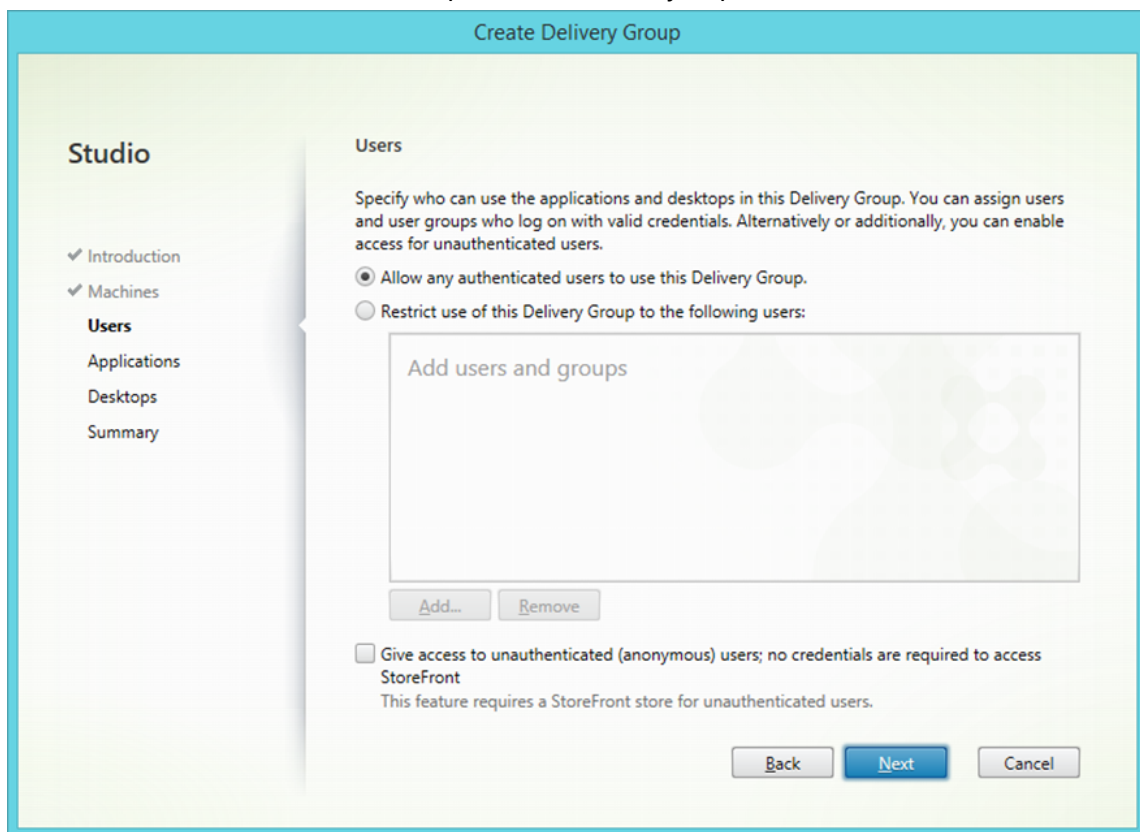 Create Delivery Group
Studio
Introduction
Machines
Users
Applications
Desktops
Summary
Users
Specify who can use the applications and desktops in this Delivery Group. You can assign users
and user groups who log on with valid credentials. Alternatively or additionally, you can enable
access for unauthenticated users.
Allow any authenticated users to use this Delivery Group.
Restrict use of this Delivery Group to the following users:
Add users and groups
Add...
Remove
Give access to unauthenticated (anonymous) users; no credentials are required to access
StoreFront
This feature requires a StoreFront store for unauthenticated users.
Back
Next
Cancel